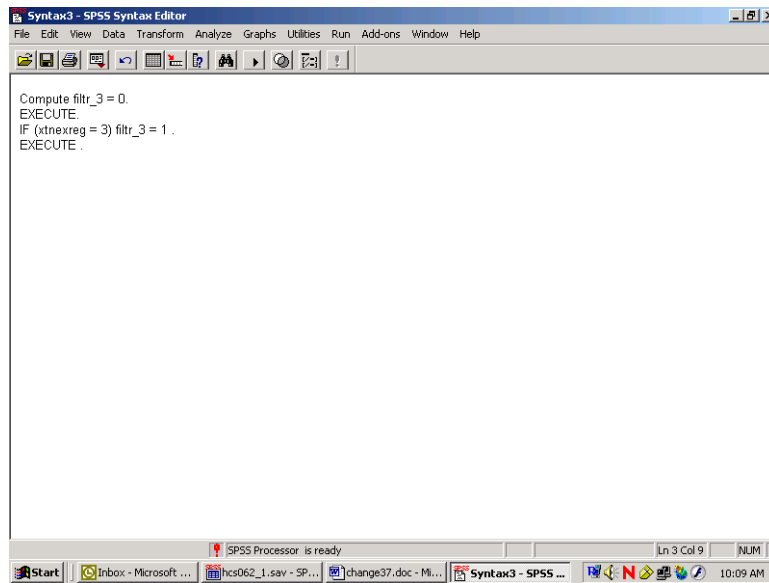 Syntax3 - SPSS Syntax Editor
File Edit View Data Transform Analyze Graphs Utilities Run Add-ons Window Help
Compute filtr_3 = 0.
EXECUTE.
IF (xtnexreg = 3) filtr_3 = 1 .
EXECUTE .
SPSS Processor is ready Ln 3 Col 9 NUM
Start Inbox - Microsoft ... hcs062_1.sav - SP... change37.doc - Mi... Syntax3 - SPSS ... 10:09 AM